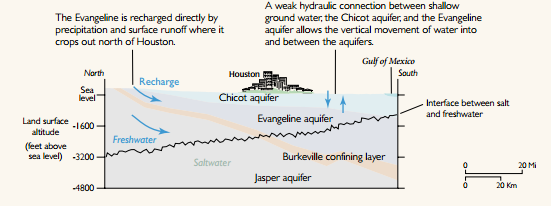 The Evangeline is recharged directly by
precipitation and surface runoff where it
crops out north of Houston.
A weak hydraulic connection between shallow
ground water, the Chicot aquifer, and the Evangeline
aquifer allows the vertical movement of water into
and between the aquifers.
Gulf of Mexico
North
South
Recharge
Houston
Sea
level
Chicot aquifer
Interface between salt
and freshwater
Evangeline aquifer
Land surface
altitude
(feet above
sea level)
-1600
Freshwater
-3200
Saltwater
Burkeville confining layer
Jasper aquifer
-4800
0 20 Mi
0 20 Km